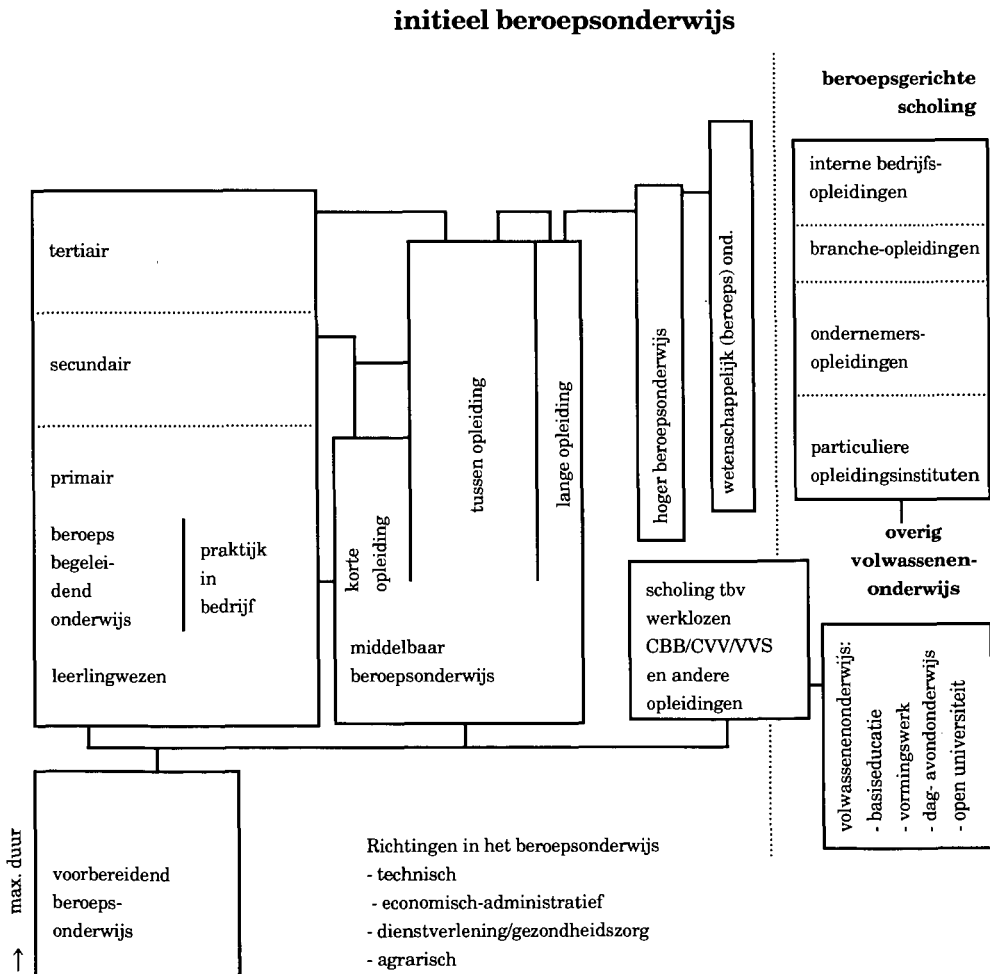 initieel beroepsonderwijs
beroepsgerichte
scholing
tertiair
secundair
primair
beroeps
begelei-
dend
onderwijs
praktijk
in
bedrijf
leerlingwezen
korte
opleiding
tussen opleiding
lange opleiding
middelbaar
beroepsonderwijs
hoger beroepsonderwijs
wetenschappelijk (beroeps) ond.
interne bedrijfs-
opleidingen
branche-opleidingen
ondernemers-
opleidingen
particuliere
opleidingsinstituten
overig
volwassenen-
onderwijs
scholing tbv
werklozen
CBB/CVV/VVS
en andere
opleidingen
volwassenenonderwijs:
- basiseducatie
- vormingswerk
- dag- avondonderwijs
- open universiteit
→ max. duur
voorbereidend
beroeps-
onderwijs
Richtingen in het beroepsonderwijs
- technisch
- economisch-administratief
- dienstverlening/gezondheidszorg
- agrarisch